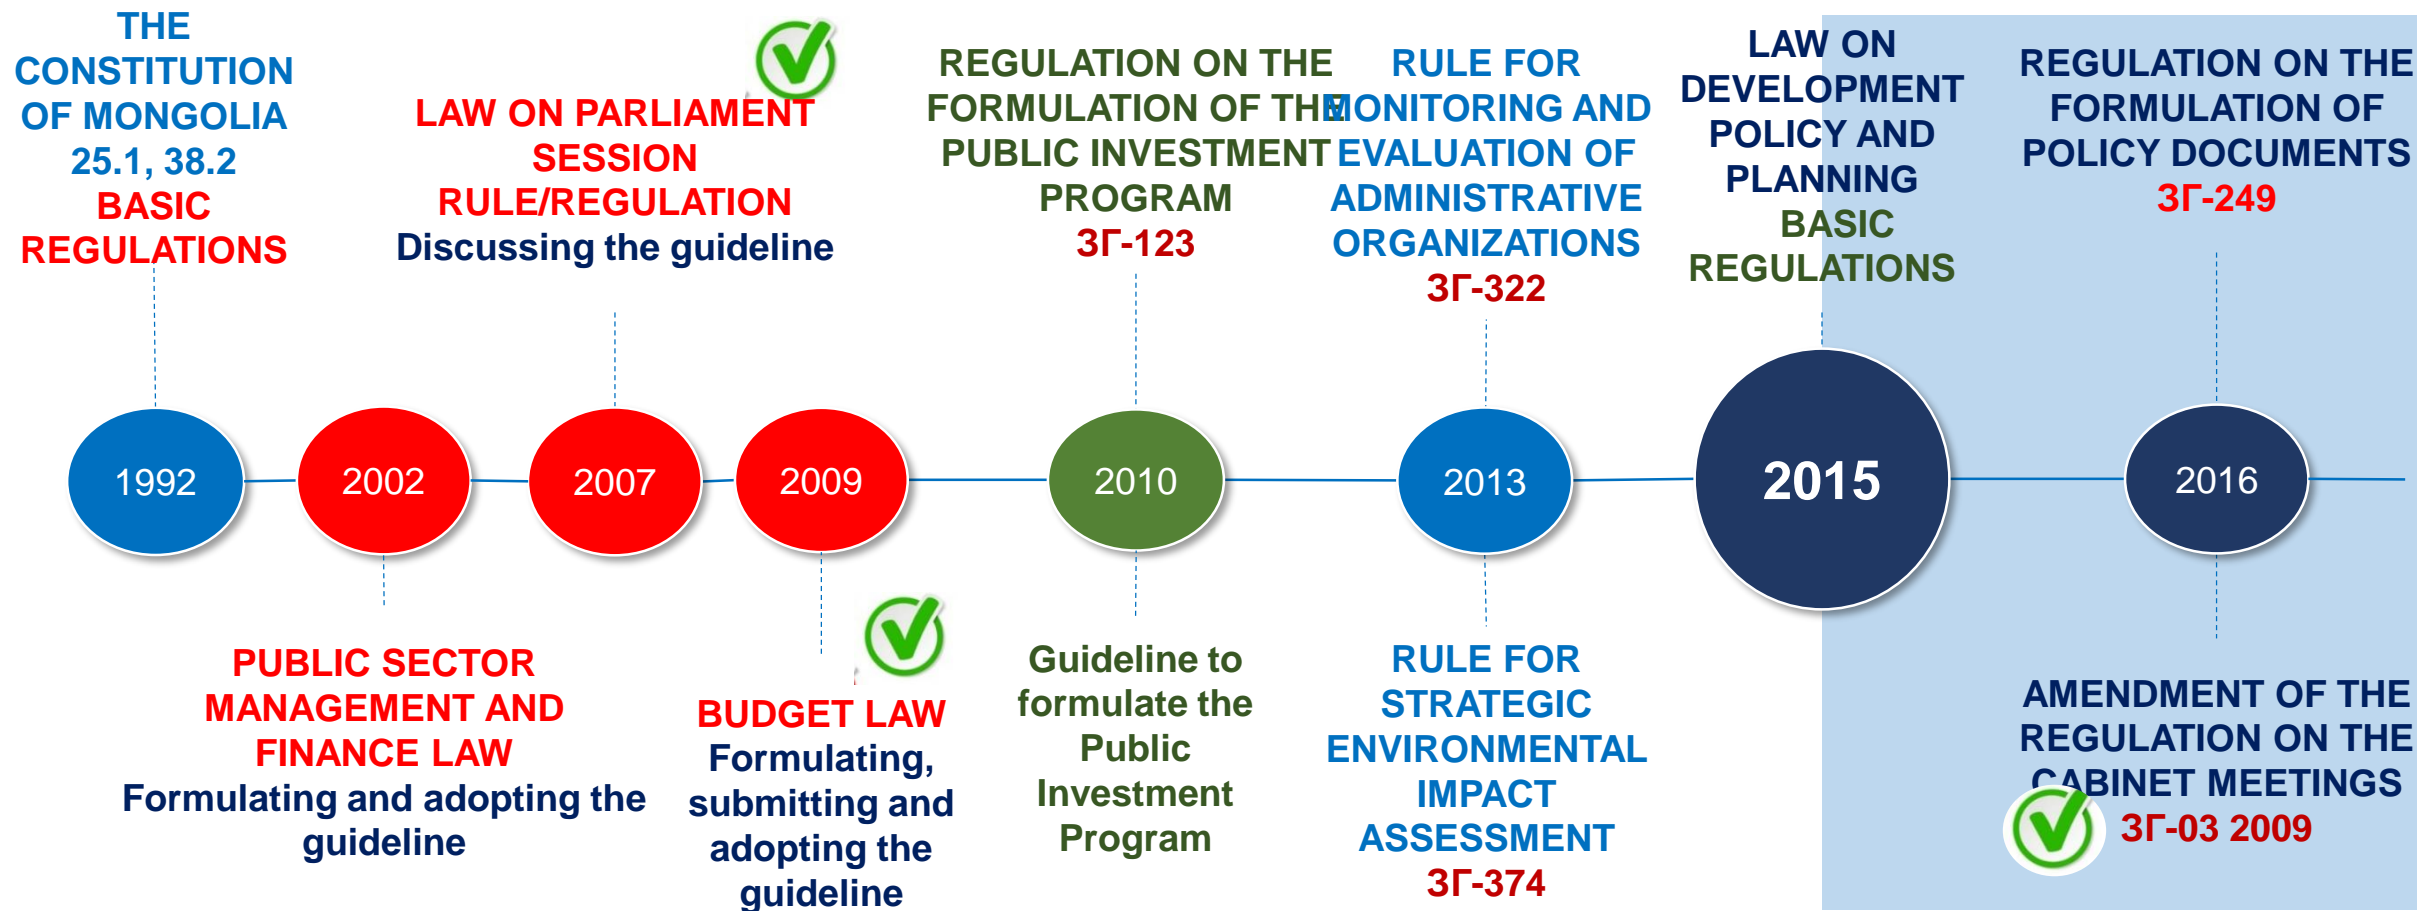 THE
CONSTITUTION
OF MONGOLIA
25.1, 38.2
BASIC
REGULATIONS
LAW ON PARLIAMENT
SESSION
RULE/REGULATION
Discussing the guideline
REGULATION ON THE
FORMULATION OF THE
PUBLIC INVESTMENT
PROGRAM
ЗГ-123
RULE FOR
MONITORING AND
EVALUATION OF
ADMINISTRATIVE
ORGANIZATIONS
ЗГ-322
LAW ON
DEVELOPMENT
POLICY AND
PLANNING
BASIC
REGULATIONS
REGULATION ON THE
FORMULATION OF
POLICY DOCUMENTS
ЗГ-249
1992
2002
2007
2009
2010
2013
2015
2016
PUBLIC SECTOR
MANAGEMENT AND
FINANCE LAW
Formulating and adopting the
guideline
BUDGET LAW
Formulating,
submitting and
adopting the
guideline
Guideline to
formulate the
Public
Investment
Program
RULE FOR
STRATEGIC
ENVIRONMENTAL
IMPACT
ASSESSMENT
ЗГ-374
AMENDMENT OF THE
REGULATION ON THE
CABINET MEETINGS
ЗГ-03 2009